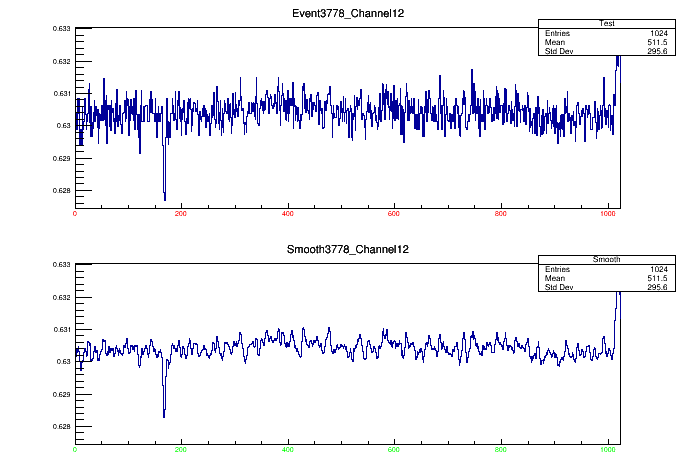 Event3778_Channel12
Test
Entries 1024
Mean 511.5
Std Dev 295.6
0.633
0.632
0.631
0.63
0.629
0.628
0 200 400 600 800 1000
Smooth3778_Channel12
Smooth
Entries 1024
Mean 511.5
Std Dev 295.6
0.633
0.632
0.631
0.63
0.629
0.628
0 200 400 600 800 1000